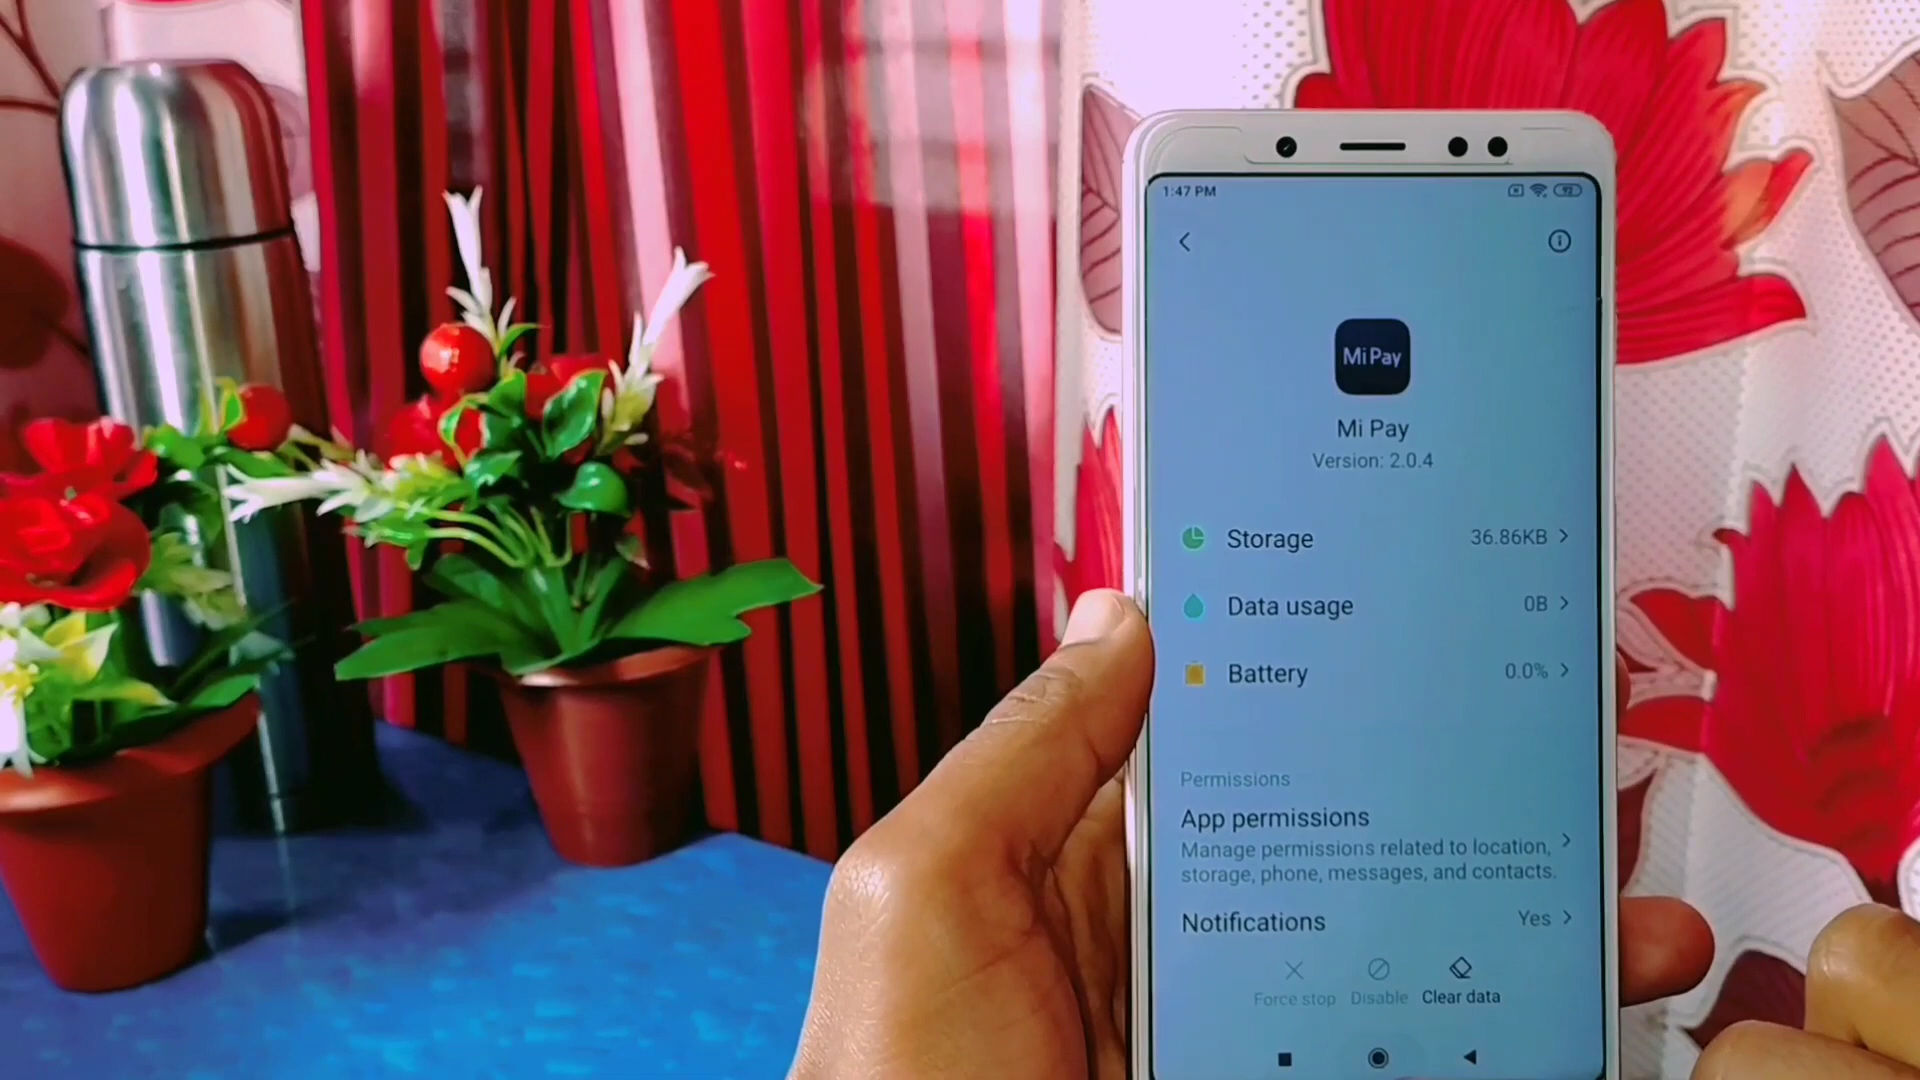 1:47 PM
92
Mi Pay
Mi Pay
Version: 2.0.4
Storage 36.86KB
Data usage 0B
Battery 0.0%
Permissions
App permissions
Manage permissions related to location,
storage, phone, messages, and contacts.
Notifications Yes
Force stop Disable Clear data